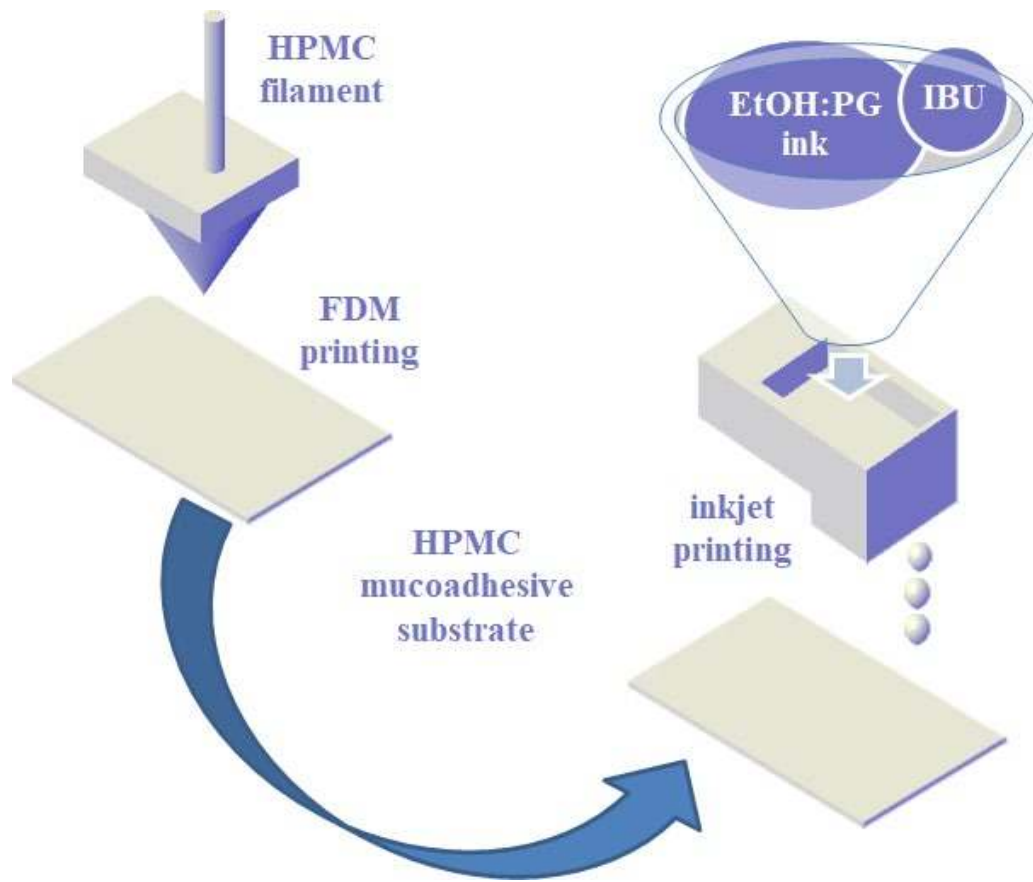 HPMC
filament
FDM
printing
HPMC
mucoadhesive
substrate
EtOH:PG
ink
IBU
inkjet
printing